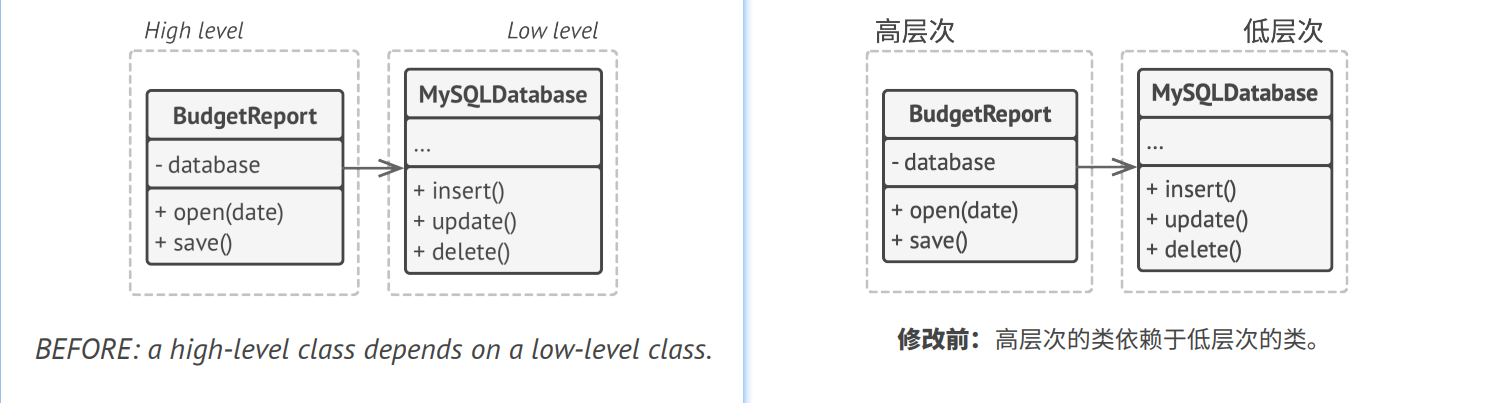 High level
Low level
BudgetReport
- database
+ open(date)
+ save()
MySQLDatabase
...
+ insert()
+ update()
+ delete()
BEFORE: a high-level class depends on a low-level class.
高层次
低层次
BudgetReport
- database
+ open(date)
+ save()
MySQLDatabase
...
+ insert()
+ update()
+ delete()
修改前：高层次的类依赖于低层次的类。